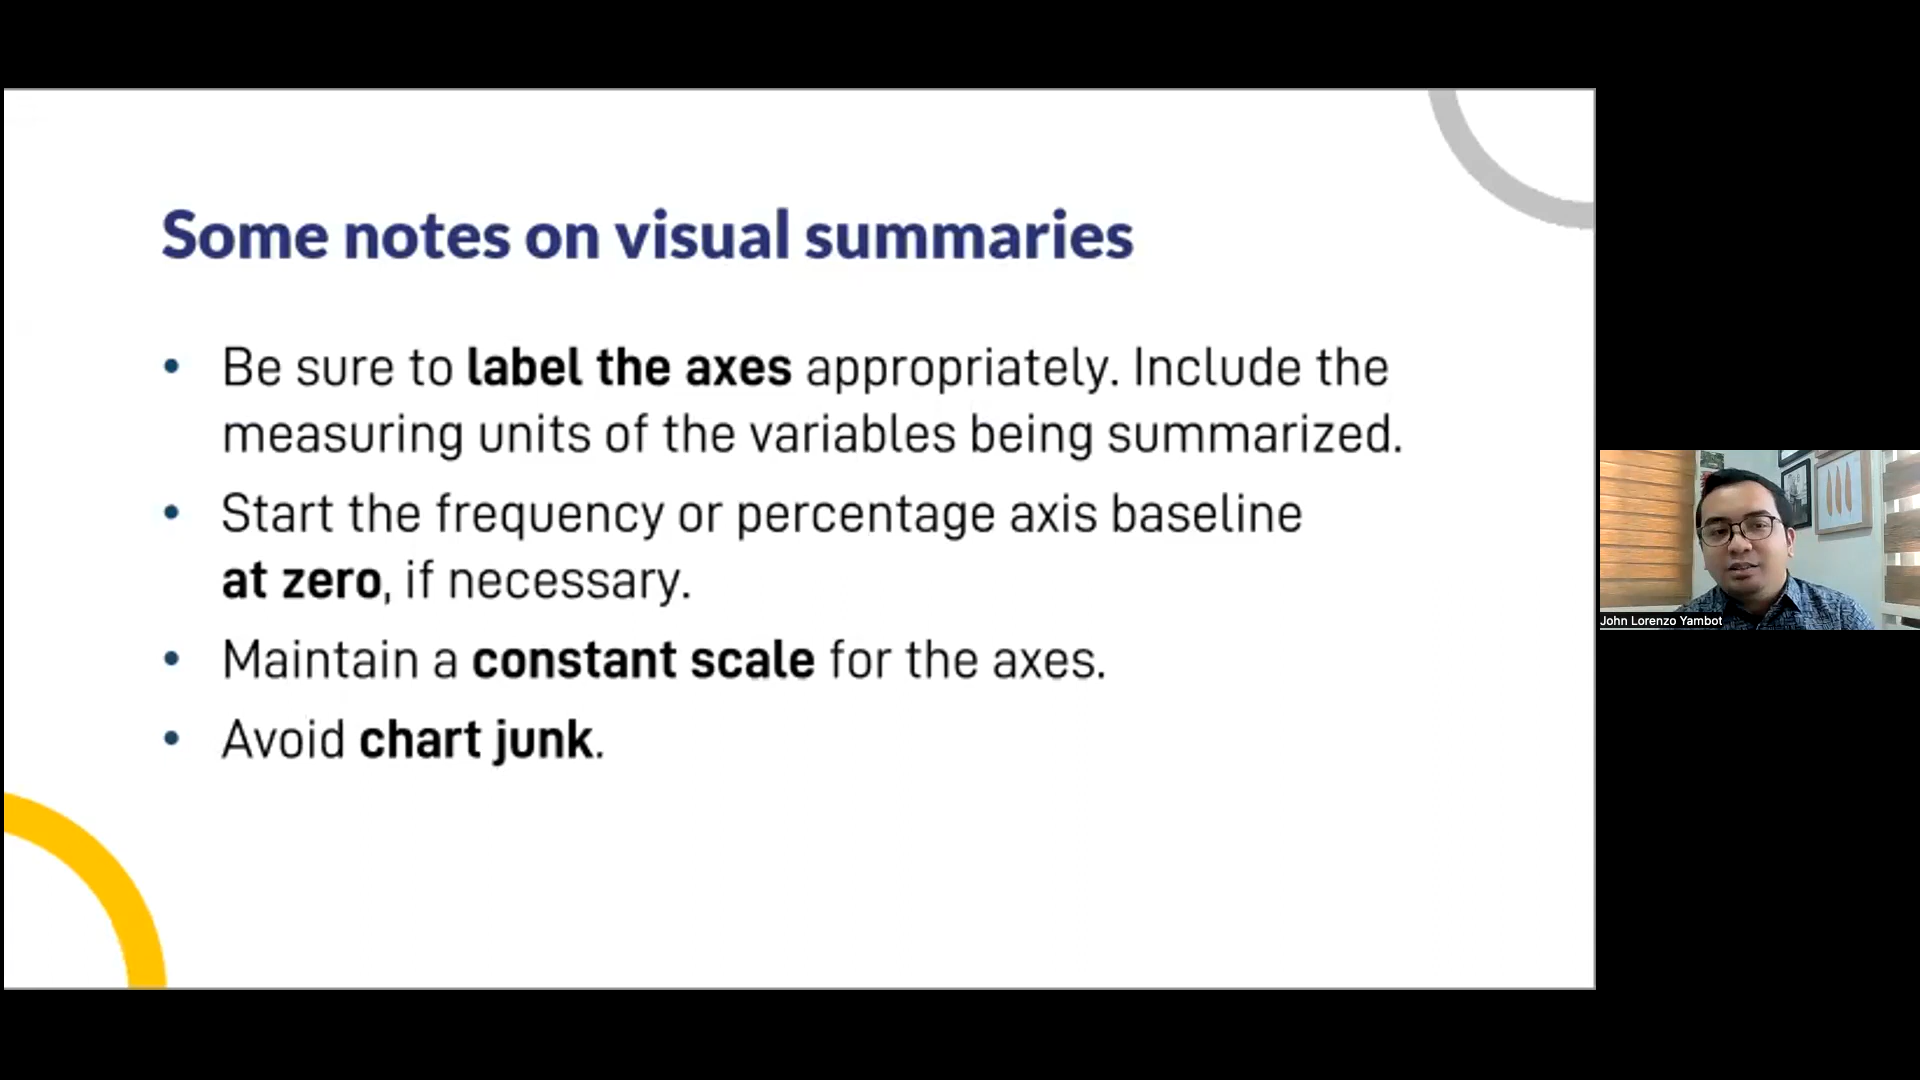 Some notes on visual summaries
• Be sure to label the axes appropriately. Include the
measuring units of the variables being summarized.
• Start the frequency or percentage axis baseline
at zero, if necessary.
• Maintain a constant scale for the axes.
• Avoid chart junk.
John Lorenzo Yambot